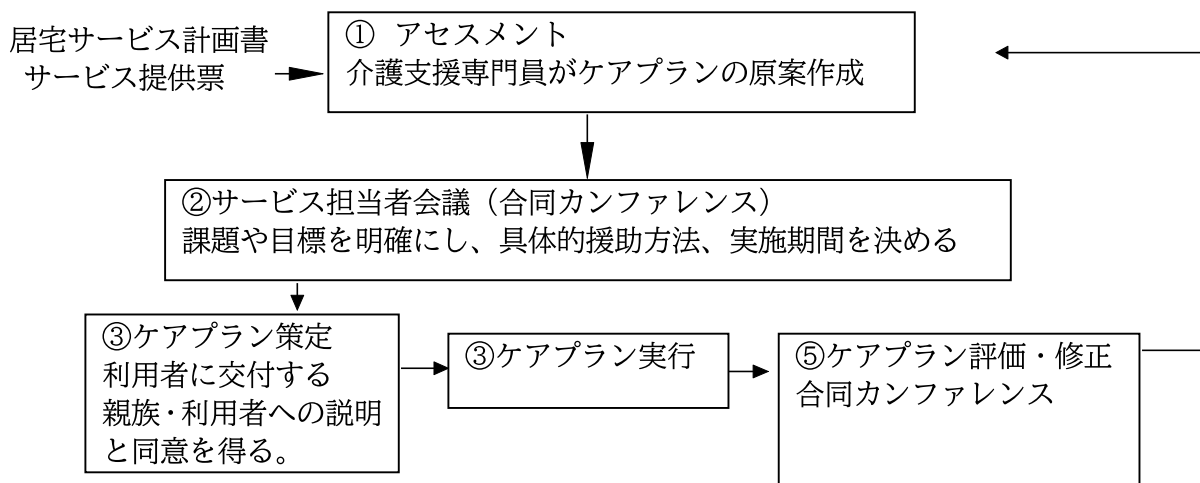 居宅サービス計画書
サービス提供票
① アセスメント
介護支援専門員がケアプランの原案作成
②サービス担当者会議（合同カンファレンス）
課題や目標を明確にし、具体的援助方法、実施期間を決める
③ケアプラン策定
利用者に交付する
親族・利用者への説明
と同意を得る。
③ケアプラン実行
⑤ケアプラン評価・修正
合同カンファレンス